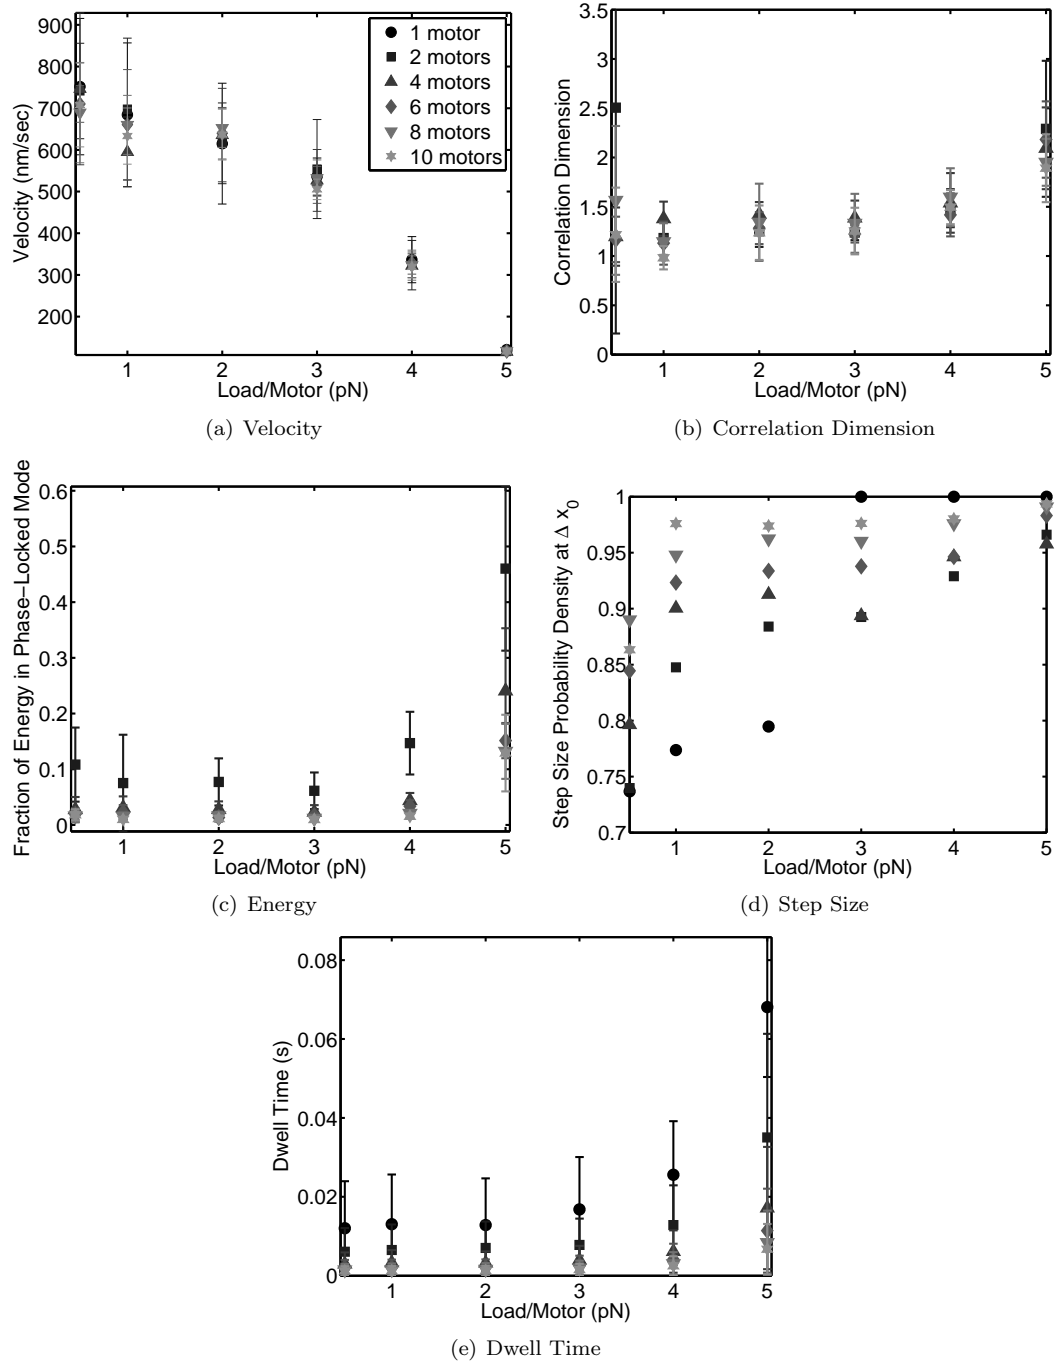 900
800
700
600
500
300
200
Velocity (nm/sec)
1 motor
2 motors
4 motors
6 motors
8 motors
10 motors
1 2 3 4 5
Load/Motor (pN)
(a) Velocity
3.5
3
2.5
2
1.5
1
0.5
0
Correlation Dimension
1 2 3 4 5
Load/Motor (pN)
(b) Correlation Dimension
0.6
0.5
0.4
0.3
0.2
0.1
0
Fraction of Energy in Phase–Locked Mode
1 2 3 4 5
Load/Motor (pN)
(c) Energy
1
0.95
0.9
0.85
0.8
0.75
0.7
Step Size Probability Density at Δ x0
1 2 3 4 5
Load/Motor (pN)
(d) Step Size
0.08
0.06
0.04
0.02
0
Dwell Time (s)
1 2 3 4 5
Load/Motor (pN)
(e) Dwell Time